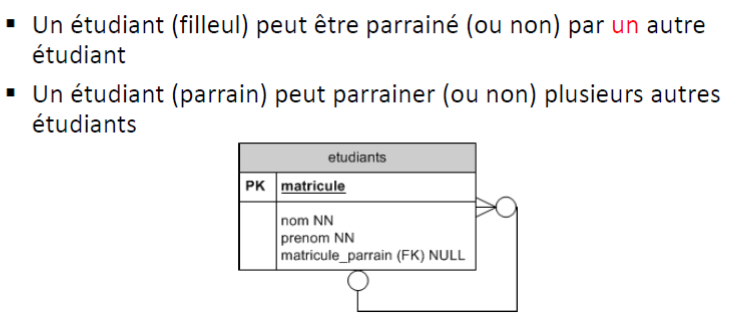 ▪ Un étudiant (filleul) peut être parrainé (ou non) par un autre
étudiant
▪ Un étudiant (parrain) peut parrainer (ou non) plusieurs autres
étudiants
etudiants
PK matricule
nom NN
prenom NN
matricule_parrain (FK) NULL